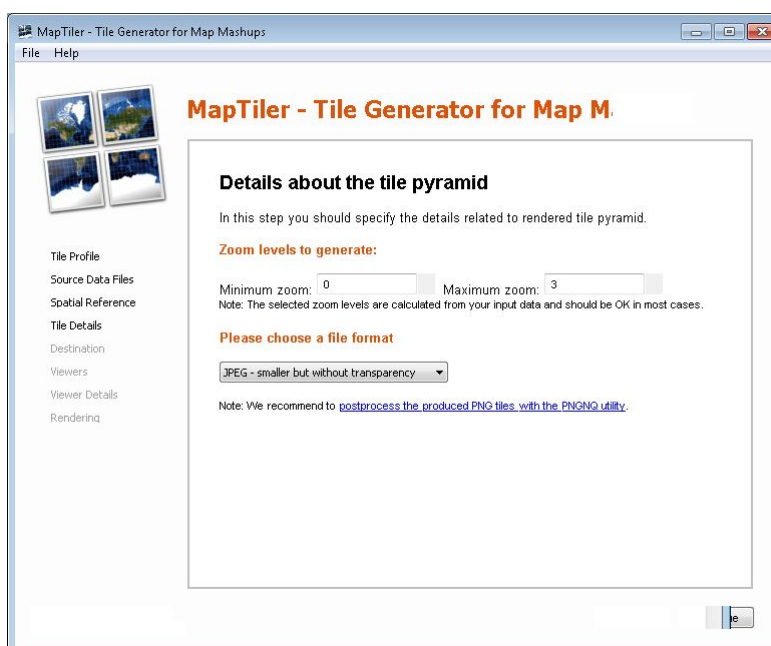 MapTiler - Tile Generator for Map Mashups
File Help
MapTiler - Tile Generator for Map M
Details about the tile pyramid
In this step you should specify the details related to rendered tile pyramid.
Zoom levels to generate:
Minimum zoom: 0 Maximum zoom: 3
Note: The selected zoom levels are calculated from your input data and should be OK in most cases.
Please choose a file format
JPEG - smaller but without transparency
Note: We recommend to postprocess the produced PNG tiles with the PNGNQ utility.
Tile Profile
Source Data Files
Spatial Reference
Tile Details
Destination
Viewers
Viewer Details
Rendering